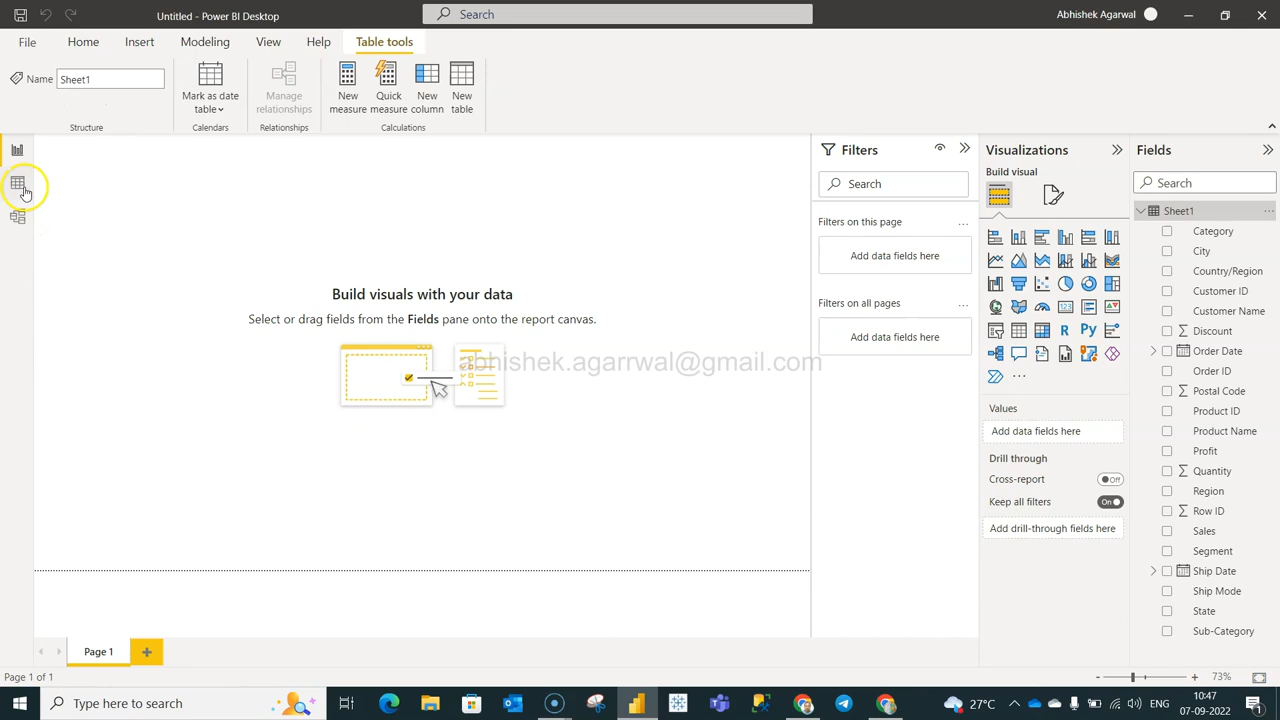 Untitled - Power BI Desktop
Search
Abhishek Agarwal
File
Home
Insert
Modeling
View
Help
Table tools
Name
Sheet1
Mark as date
table
Manage
relationships
New
measure
Quick
measure
New
column
New
table
Structure
Calendars
Relationships
Calculations
Build visuals with your data
Select or drag fields from the Fields pane onto the report canvas.
abhishek.agarrwal@gmail.com
Filters
Search
Filters on this page
...
Add data fields here
Filters on all pages
...
Add data fields here
Visualizations
Build visual
R
Py
123
...
Values
Add data fields here
Drill through
Cross-report
Off
Keep all filters
On
Add drill-through fields here
Fields
Search
Sheet1
...
Category
City
Country/Region
Customer ID
Customer Name
Discount
Order Date
Order ID
Postal Code
Product ID
Product Name
Profit
Quantity
Region
Row ID
Sales
Segment
Ship Date
Ship Mode
State
Sub-Category
Page 1
Page 1 of 1
73%
Type here to search
27°C
ENG
10:47
07-09-2022